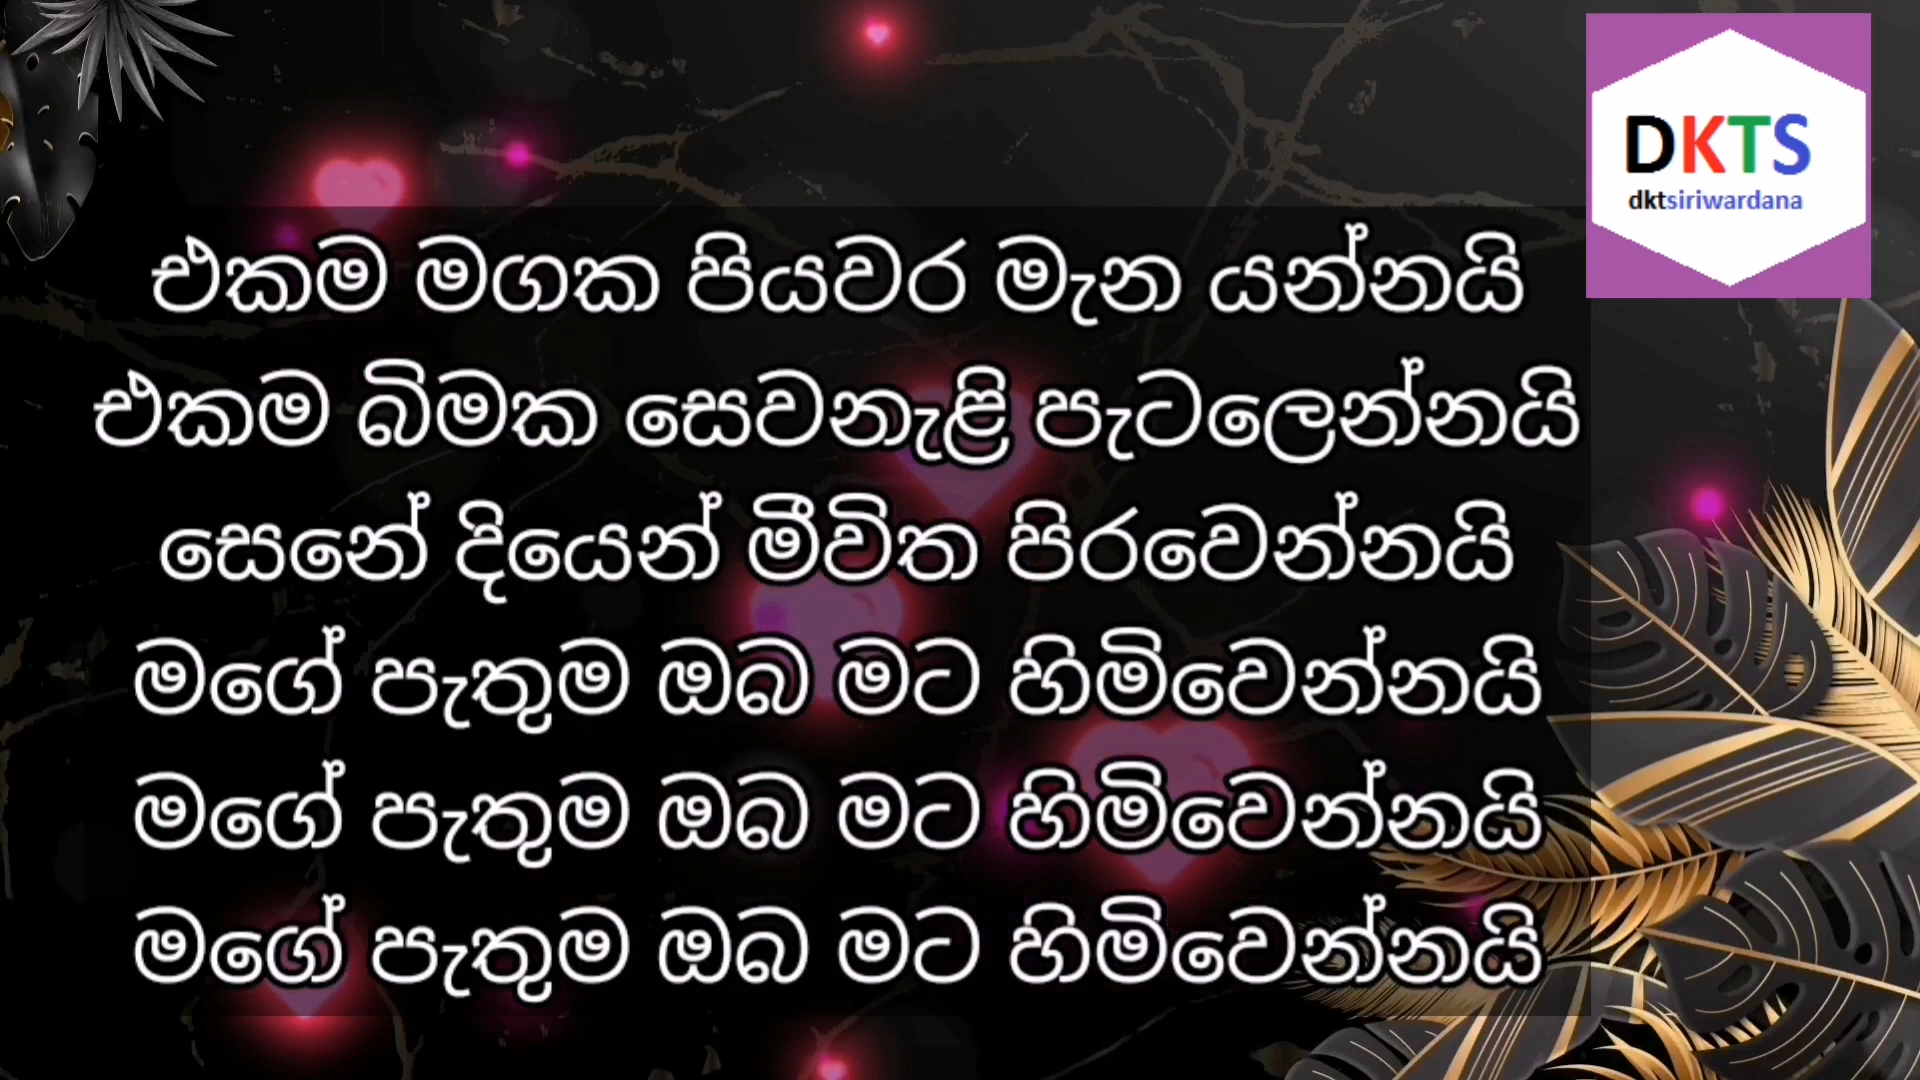 DKTS
dktsiriwardana
එකම මගක පියවර මැන යන්නයි
එකම බිමක සෙවනැළි පැටලෙන්නයි
සෙනේ දියෙන් මීවිත පිරවෙන්නයි
මගේ පැතුම ඔබ මට හිමිවෙන්නයි
මගේ පැතුම ඔබ මට හිමිවෙන්නයි
මගේ පැතුම ඔබ මට හිමිවෙන්නයි